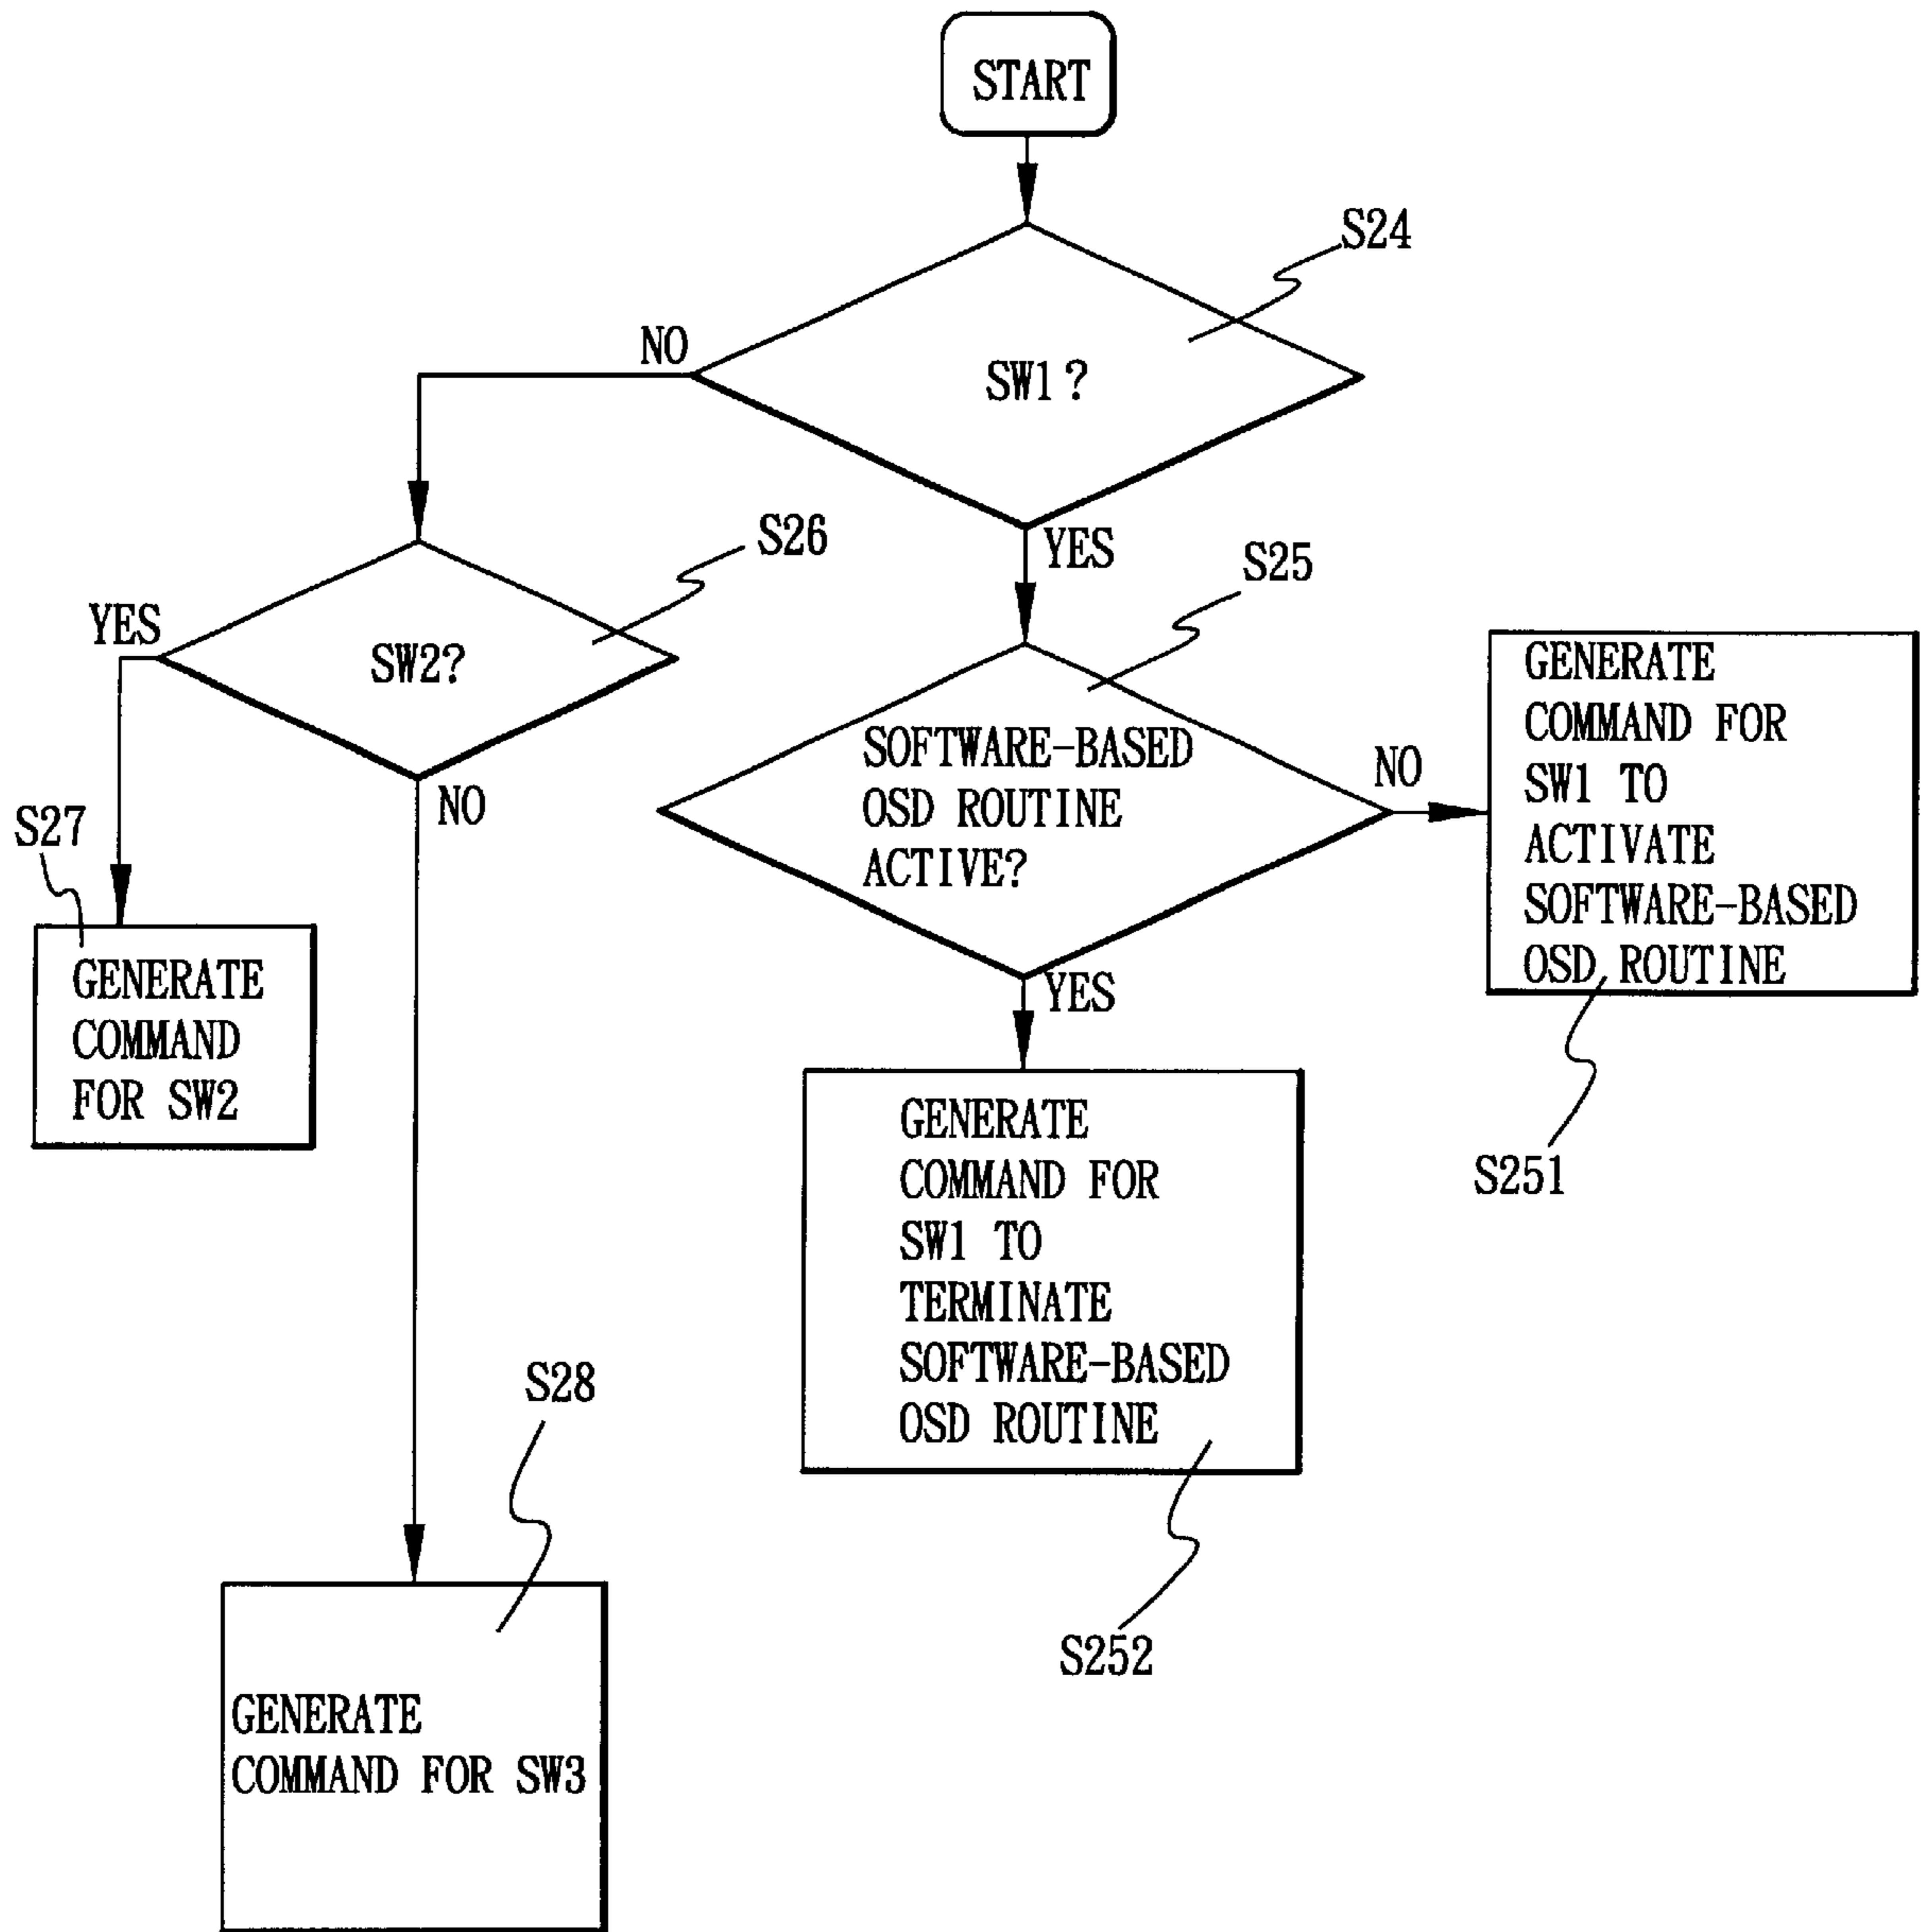 START
S24
NO
SW1?
YES
S26
S25
YES
SW2?
NO
SOFTWARE-BASED
OSD ROUTINE
ACTIVE?
NO
YES
GENERATE
COMMAND FOR
SW1 TO
ACTIVATE
SOFTWARE-BASED
OSD ROUTINE
S251
S27
GENERATE
COMMAND
FOR SW2
GENERATE
COMMAND FOR
SW1 TO
TERMINATE
SOFTWARE-BASED
OSD ROUTINE
S252
S28
GENERATE
COMMAND FOR SW3